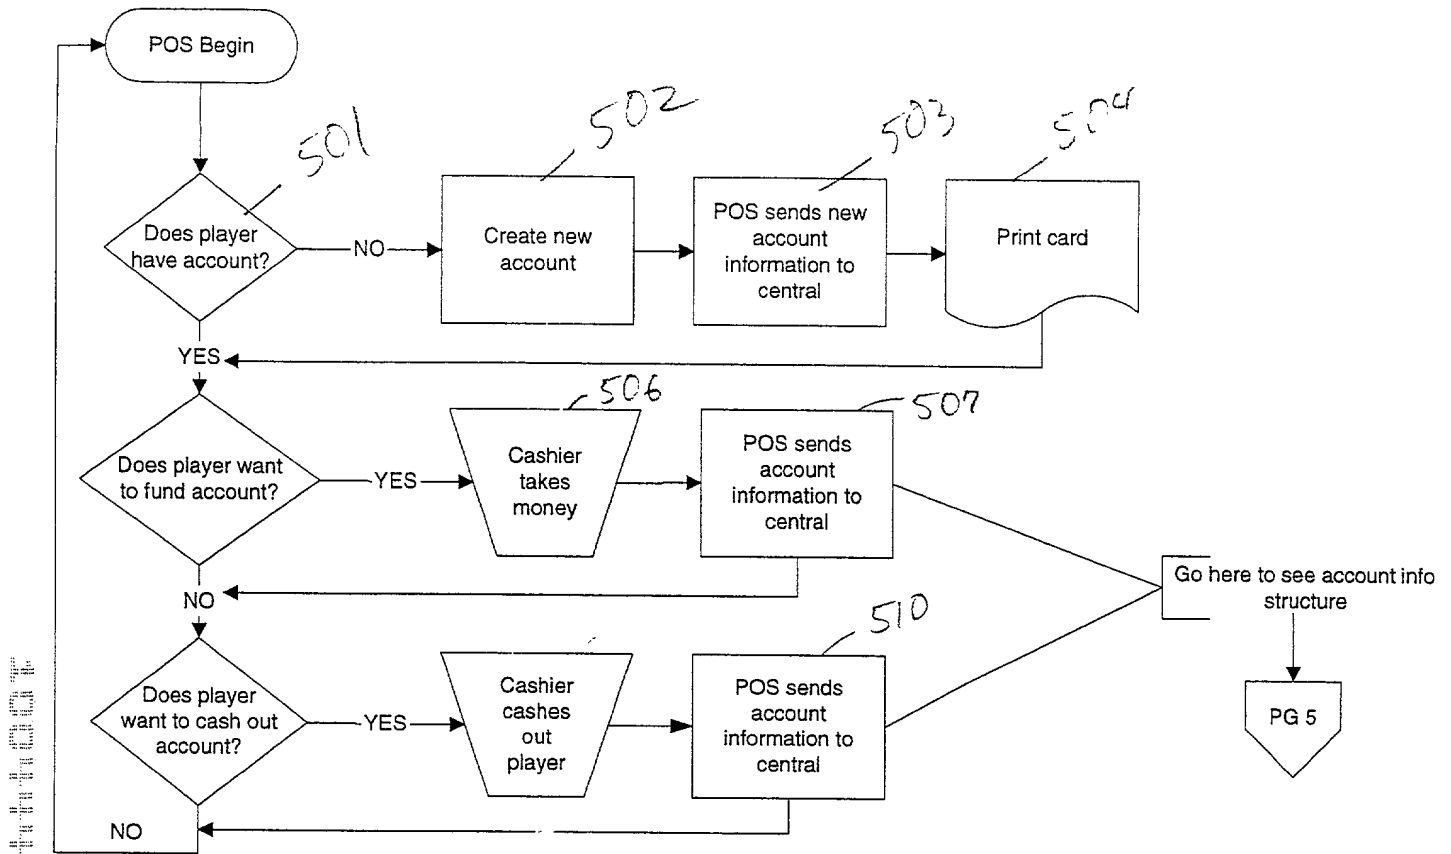 POS Begin
501
502
503
504
Does player
have account?
NO
Create new
account
POS sends new
account
information to
central
Print card
YES
506
507
Does player want
to fund account?
YES
Cashier
takes
money
POS sends
account
information to
central
NO
Go here to see account info
structure
510
Does player
want to cash out
account?
YES
Cashier
cashes
out
player
POS sends
account
information to
central
PG 5
NO